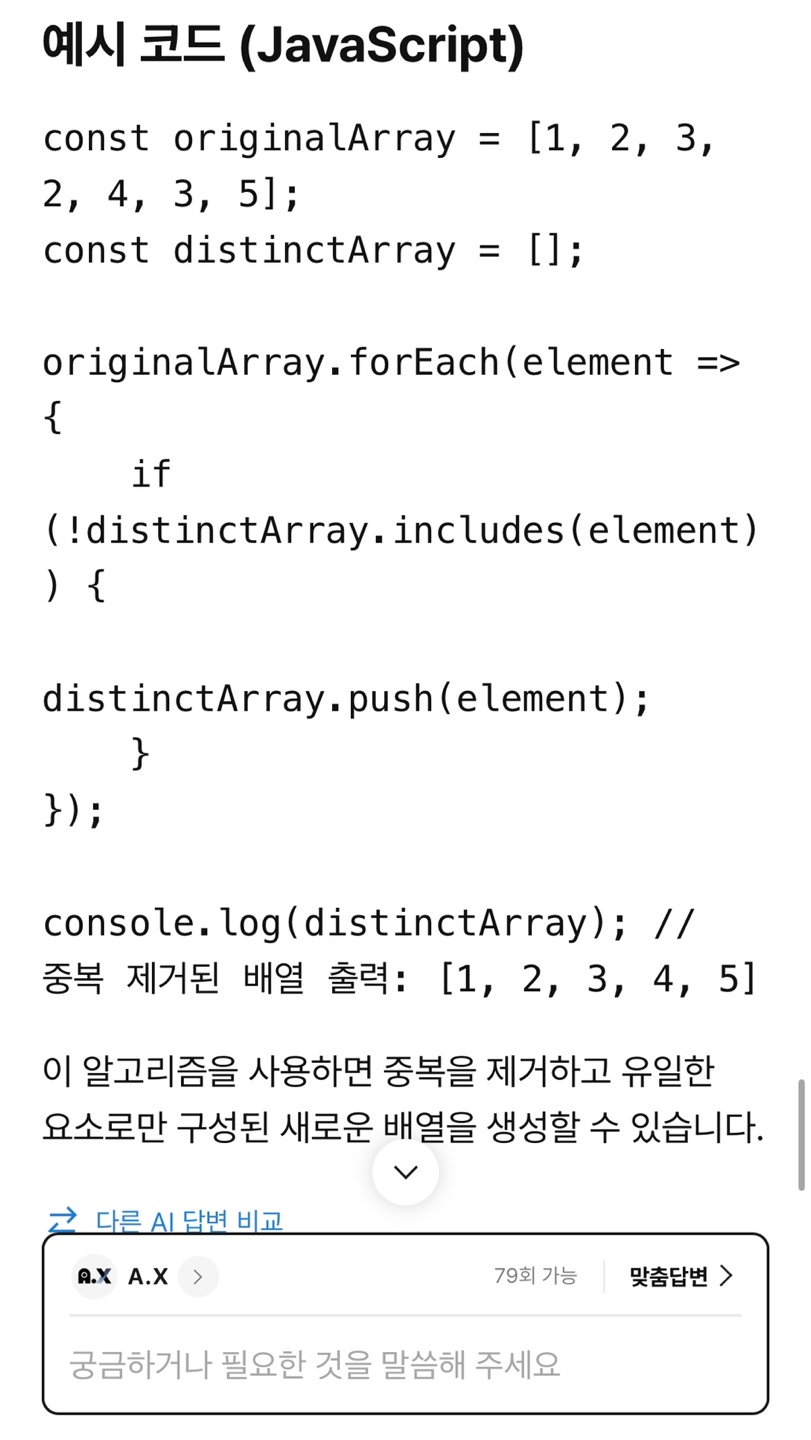 예시 코드 (JavaScript)
const originalArray = [1, 2, 3,
2, 4, 3, 5];
const distinctArray = [];
originalArray.forEach(element =>
{
    if
(!distinctArray.includes(element)
) {
distinctArray.push(element);
    }
});
console.log(distinctArray); //
중복 제거된 배열 출력: [1, 2, 3, 4, 5]
이 알고리즘을 사용하면 중복을 제거하고 유일한
요소로만 구성된 새로운 배열을 생성할 수 있습니다.
다른 AI 답변 비교
a.X A.X 79회 가능 맞춤답변
궁금하거나 필요한 것을 말씀해 주세요